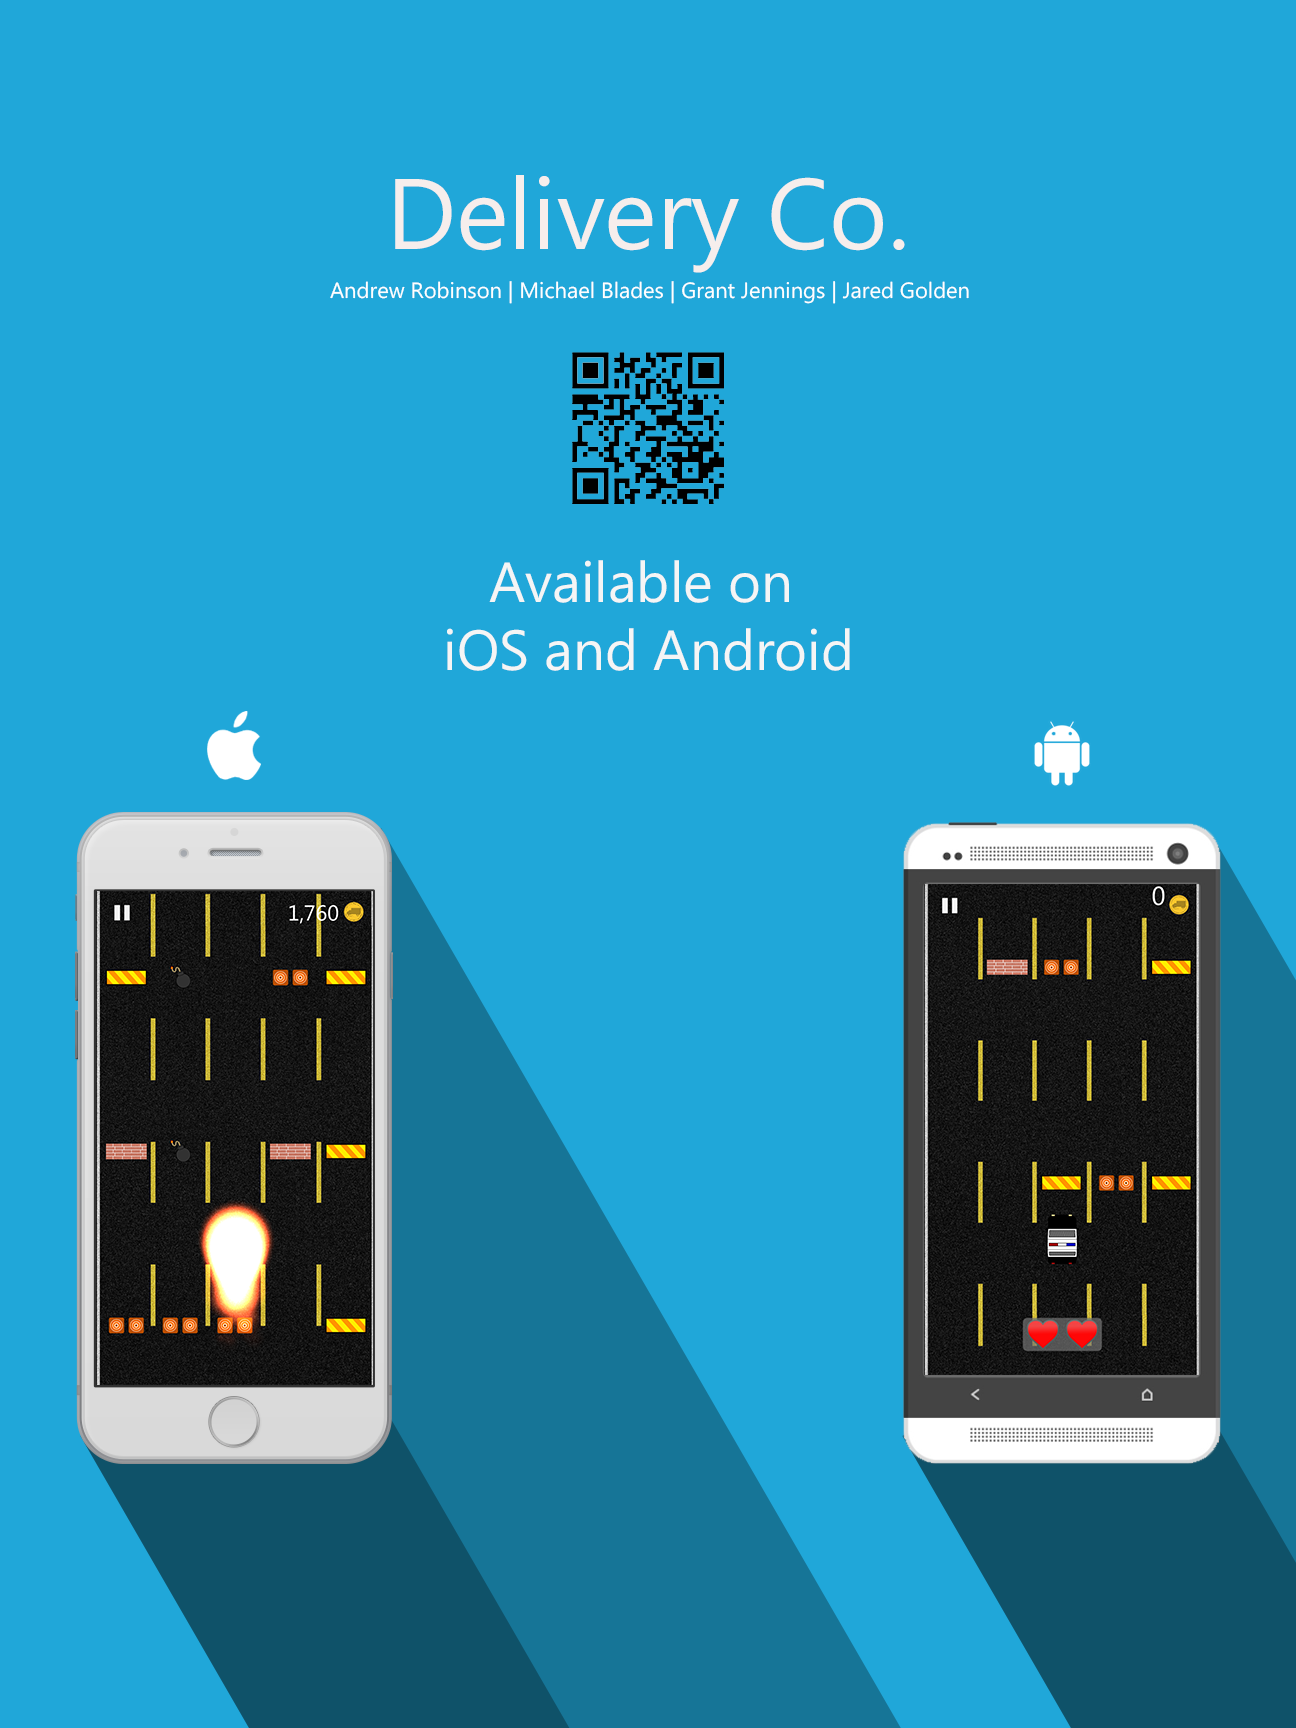 Delivery Co.
Andrew Robinson | Michael Blades | Grant Jennings | Jared Golden
Available on
iOS and Android
1,760
0